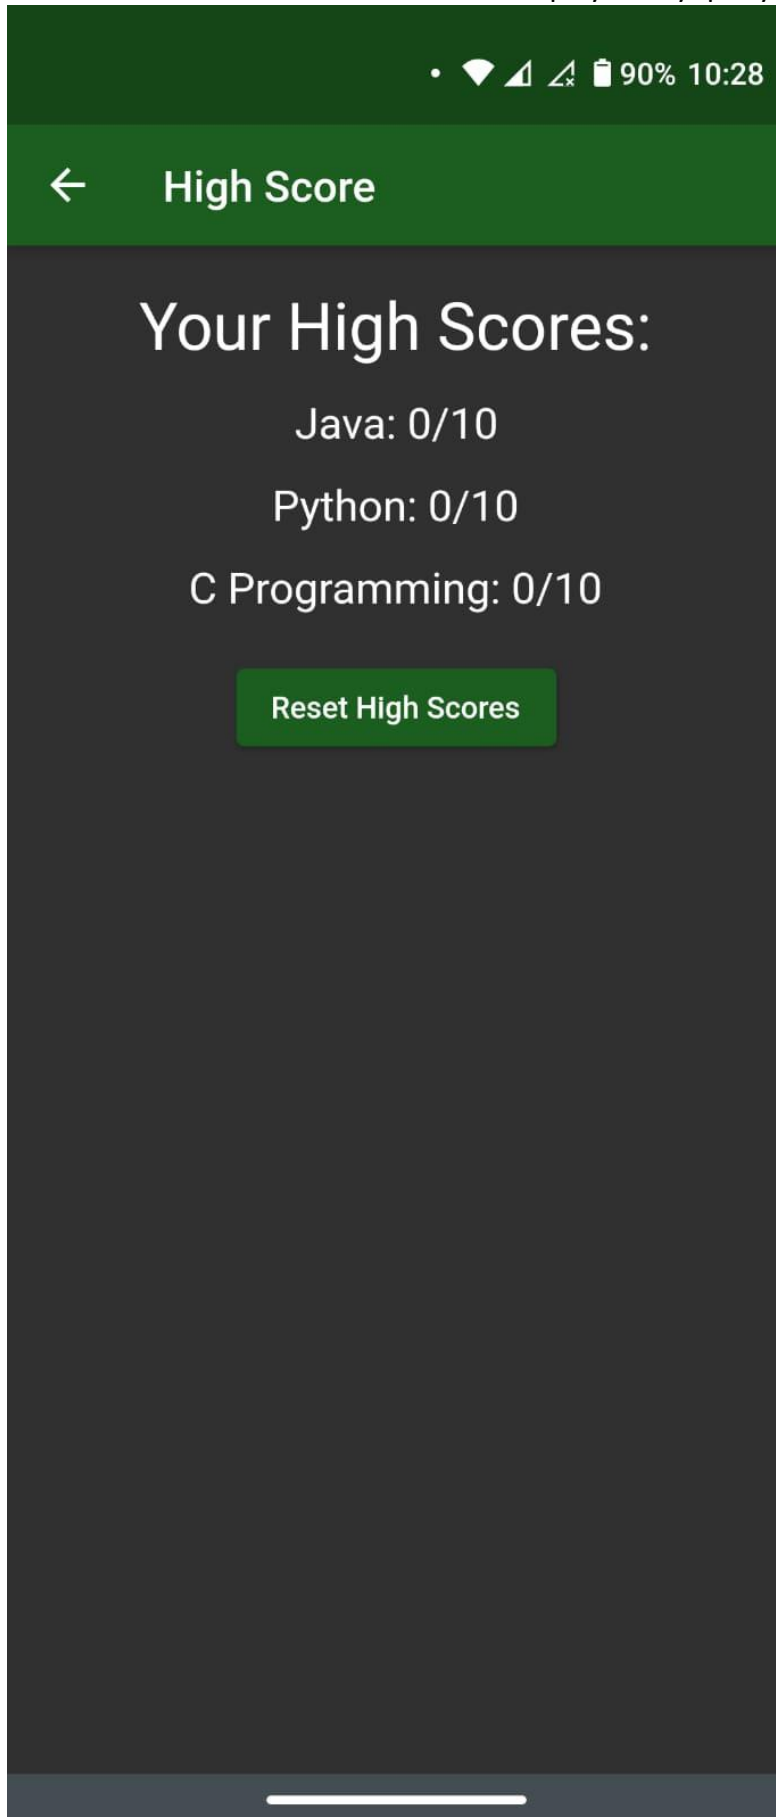 90% 10:28
High Score
Your High Scores:
Java: 0/10
Python: 0/10
C Programming: 0/10
Reset High Scores